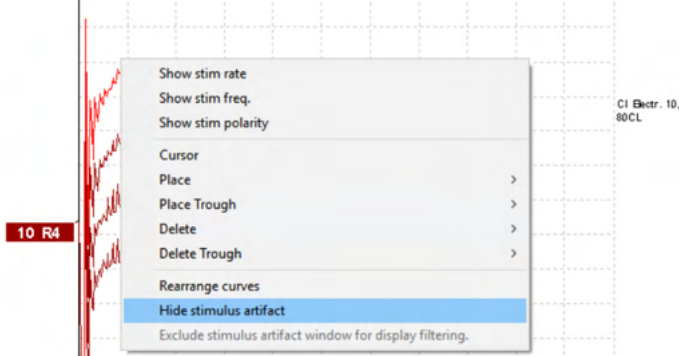 Show stim rate
Show stim freq.
Show stim polarity
CI Electr. 10,
80CL
Cursor
Place
Place Trough
Delete
10 R4
Delete Trough
Rearrange curves
Hide stimulus artifact
Exclude stimulus artifact window for display filtering.